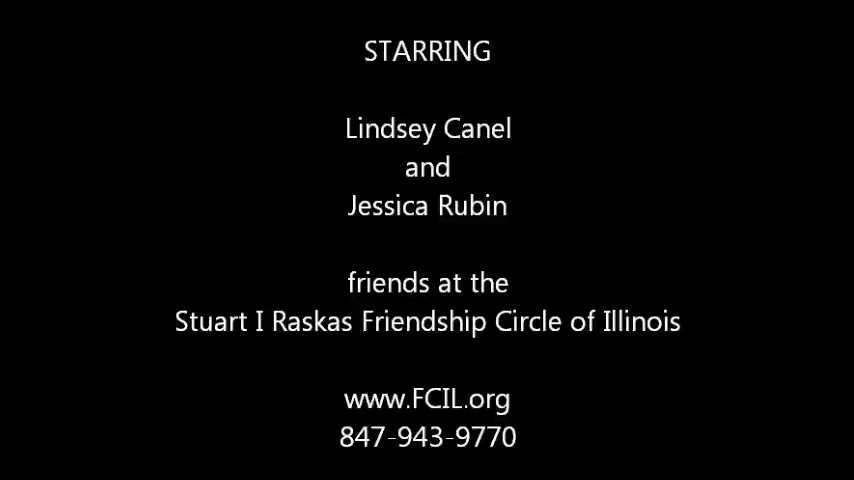 STARRING
Lindsey Canel
and
Jessica Rubin
friends at the
Stuart I Raskas Friendship Circle of Illinois
www.FCIL.org
847-943-9770